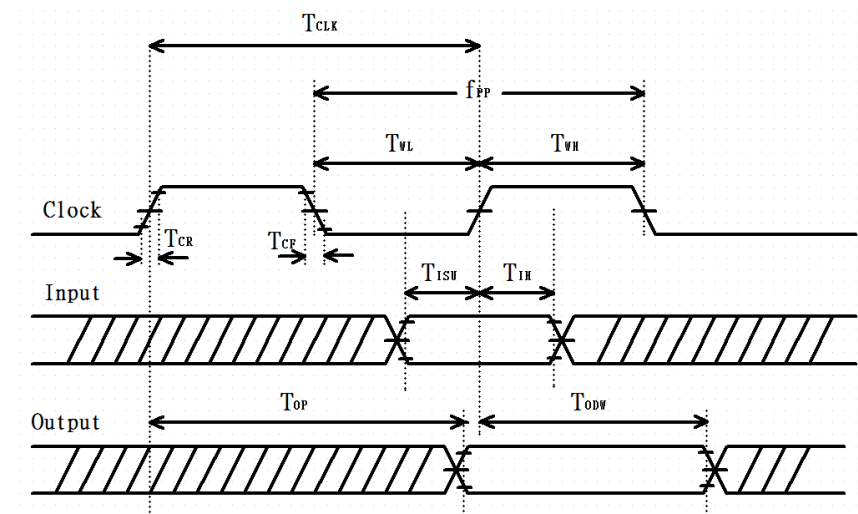 TCLK
fPP
TWL TWH
Clock
TCR TCF
TISU TIH
Input
TOP TODW
Output